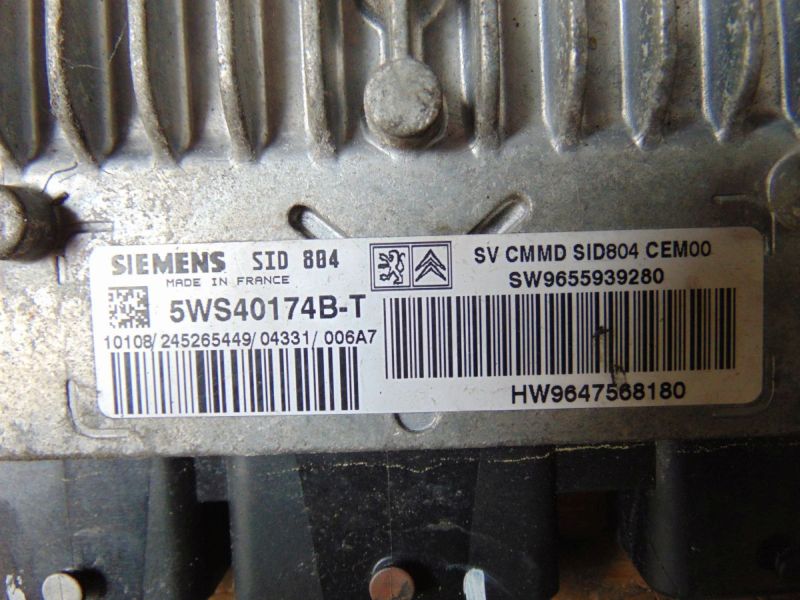 SIEMENS SID 804
MADE IN FRANCE
5WS40174B-T
10108/245265449/04331/006A7
SV CMMD SID804 CEM00
SW9655939280
HW9647568180